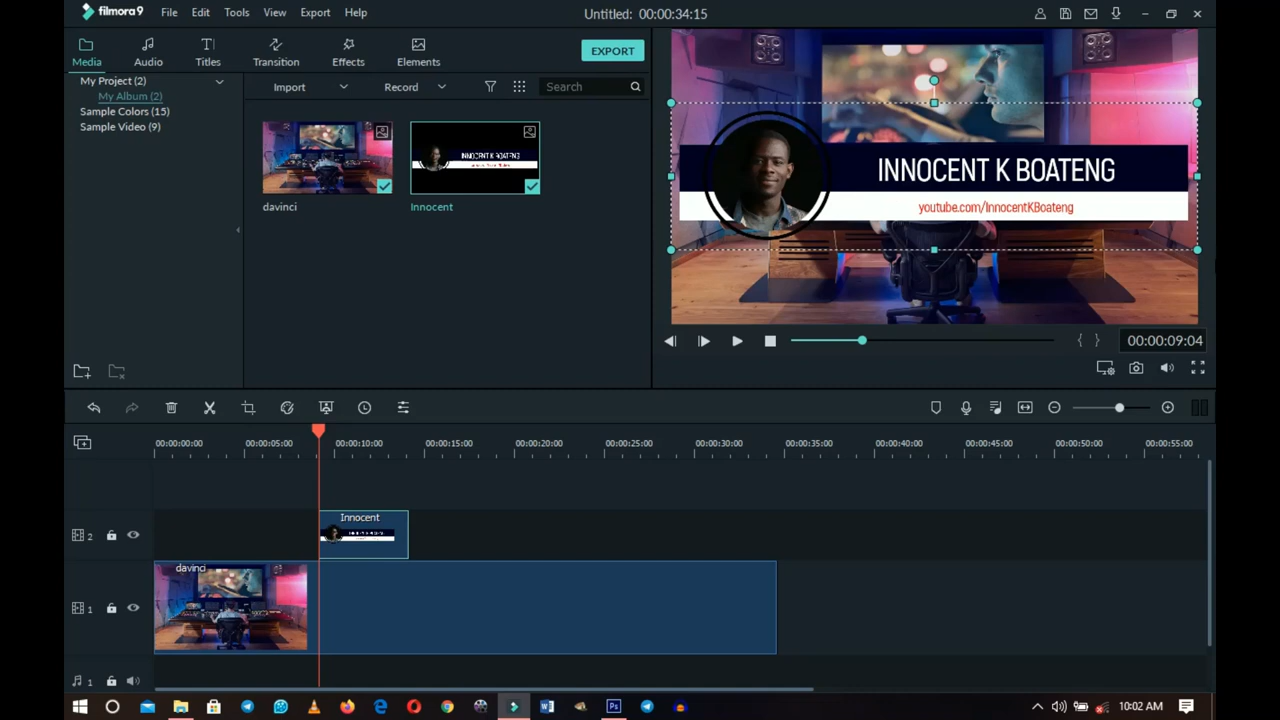 filmora9 File Edit Tools View Export Help Untitled: 00:00:34:15
Media Audio Titles Transition Effects Elements EXPORT
My Project (2)
My Album (2)
Sample Colors (15)
Sample Video (9)
Import Record Search
davinci Innocent
INNOCENT K BOATENG
youtube.com/InnocentKBoateng
00:00:09:04
00:00:00:00 00:00:05:00 00:00:10:00 00:00:15:00 00:00:20:00 00:00:25:00 00:00:30:00 00:00:35:00 00:00:40:00 00:00:45:00 00:00:50:00 00:00:55:00
2 Innocent
davinci
1
1
10:02 AM